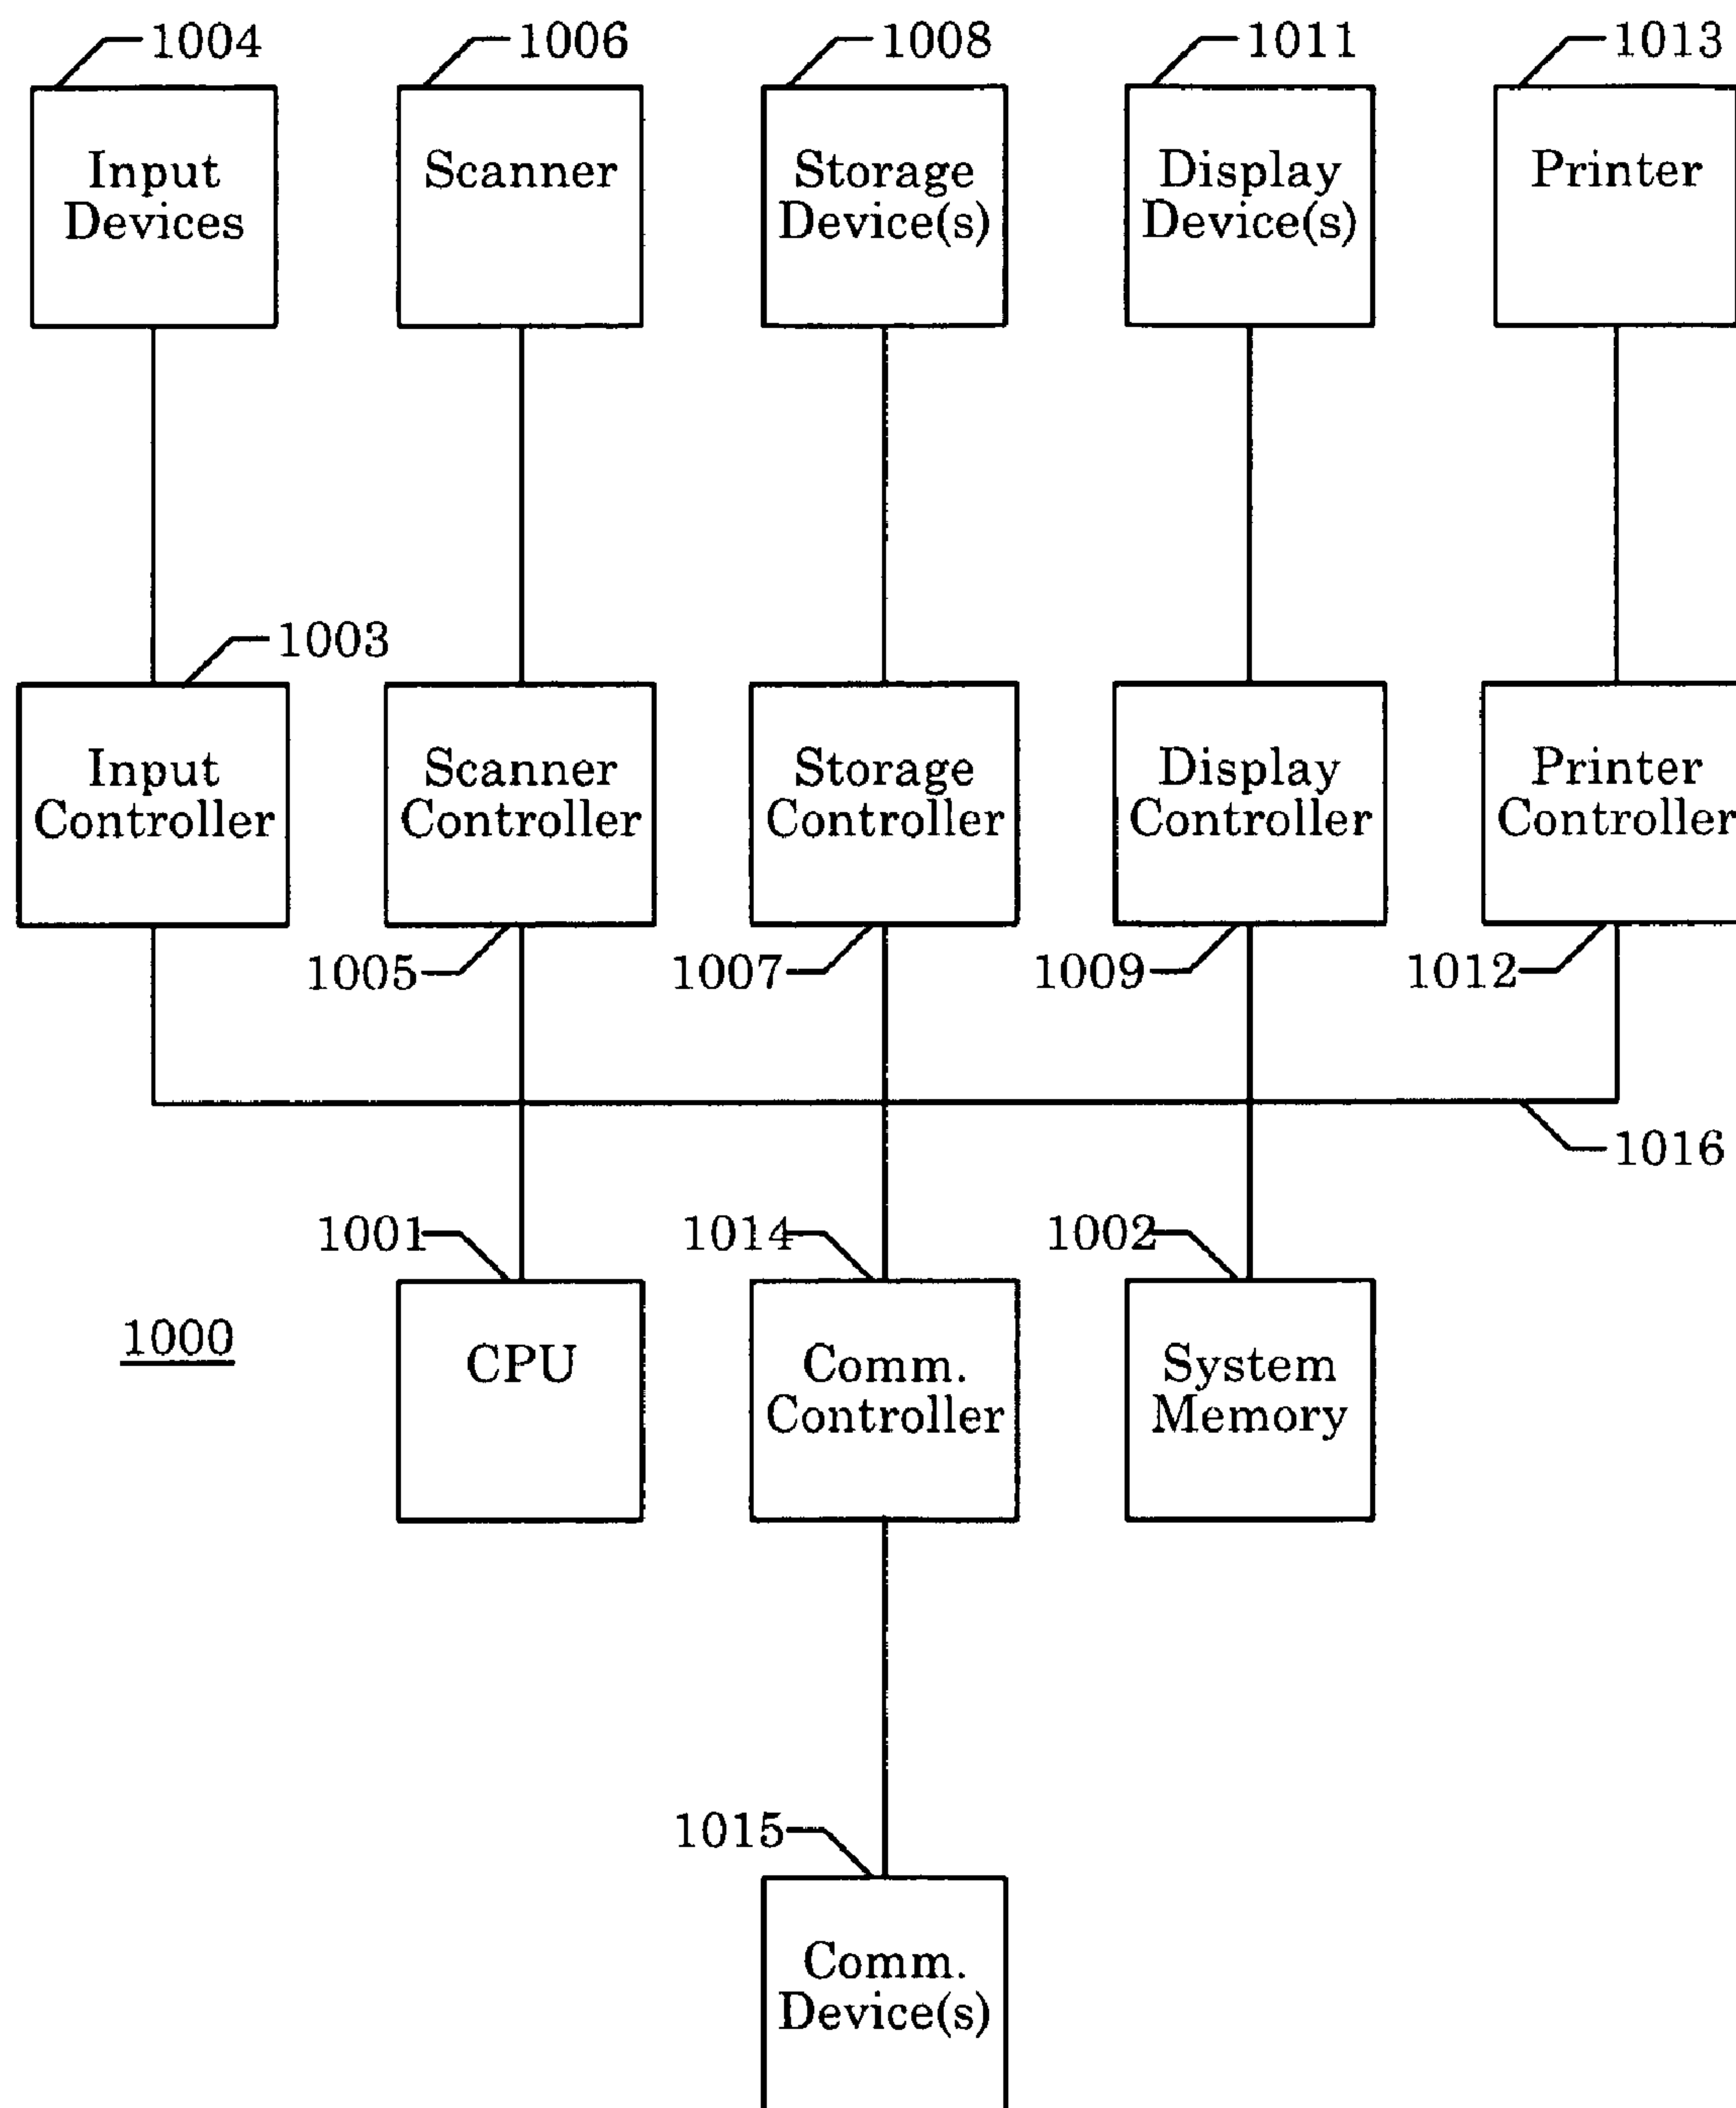 1004
1006
1008
1011
1013
Input
Devices
Scanner
Storage
Device(s)
Display
Device(s)
Printer
1003
Input
Controller
Scanner
Controller
Storage
Controller
Display
Controller
Printer
Controller
1005
1007
1009
1012
1016
1001
1014
1002
1000
CPU
Comm.
Controller
System
Memory
1015
Comm.
Device(s)